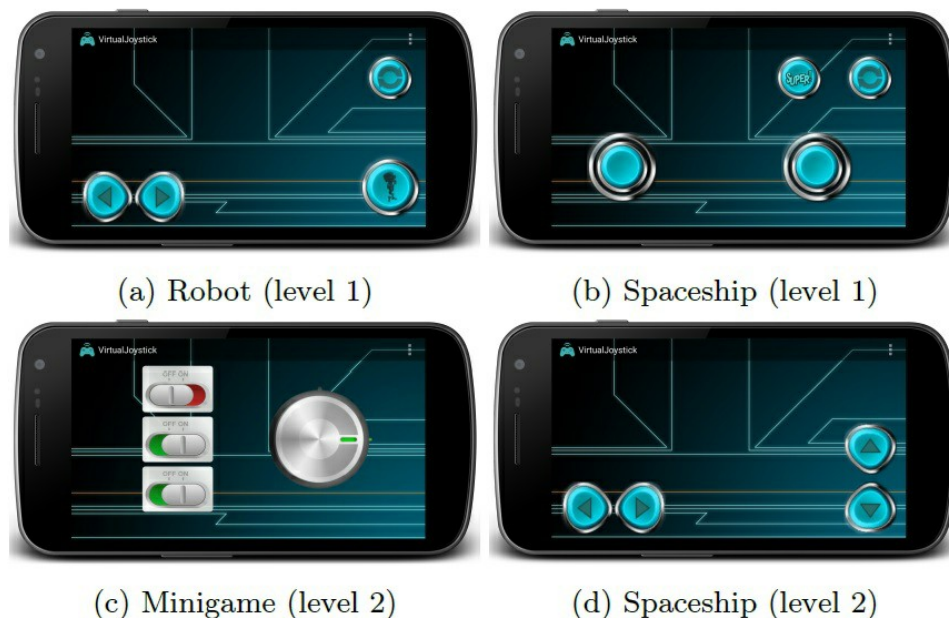 VirtualJoystick
VirtualJoystick
SUPER
(a) Robot (level 1)
(b) Spaceship (level 1)
VirtualJoystick
OFF ON
OFF ON
OFF ON
VirtualJoystick
(c) Minigame (level 2)
(d) Spaceship (level 2)